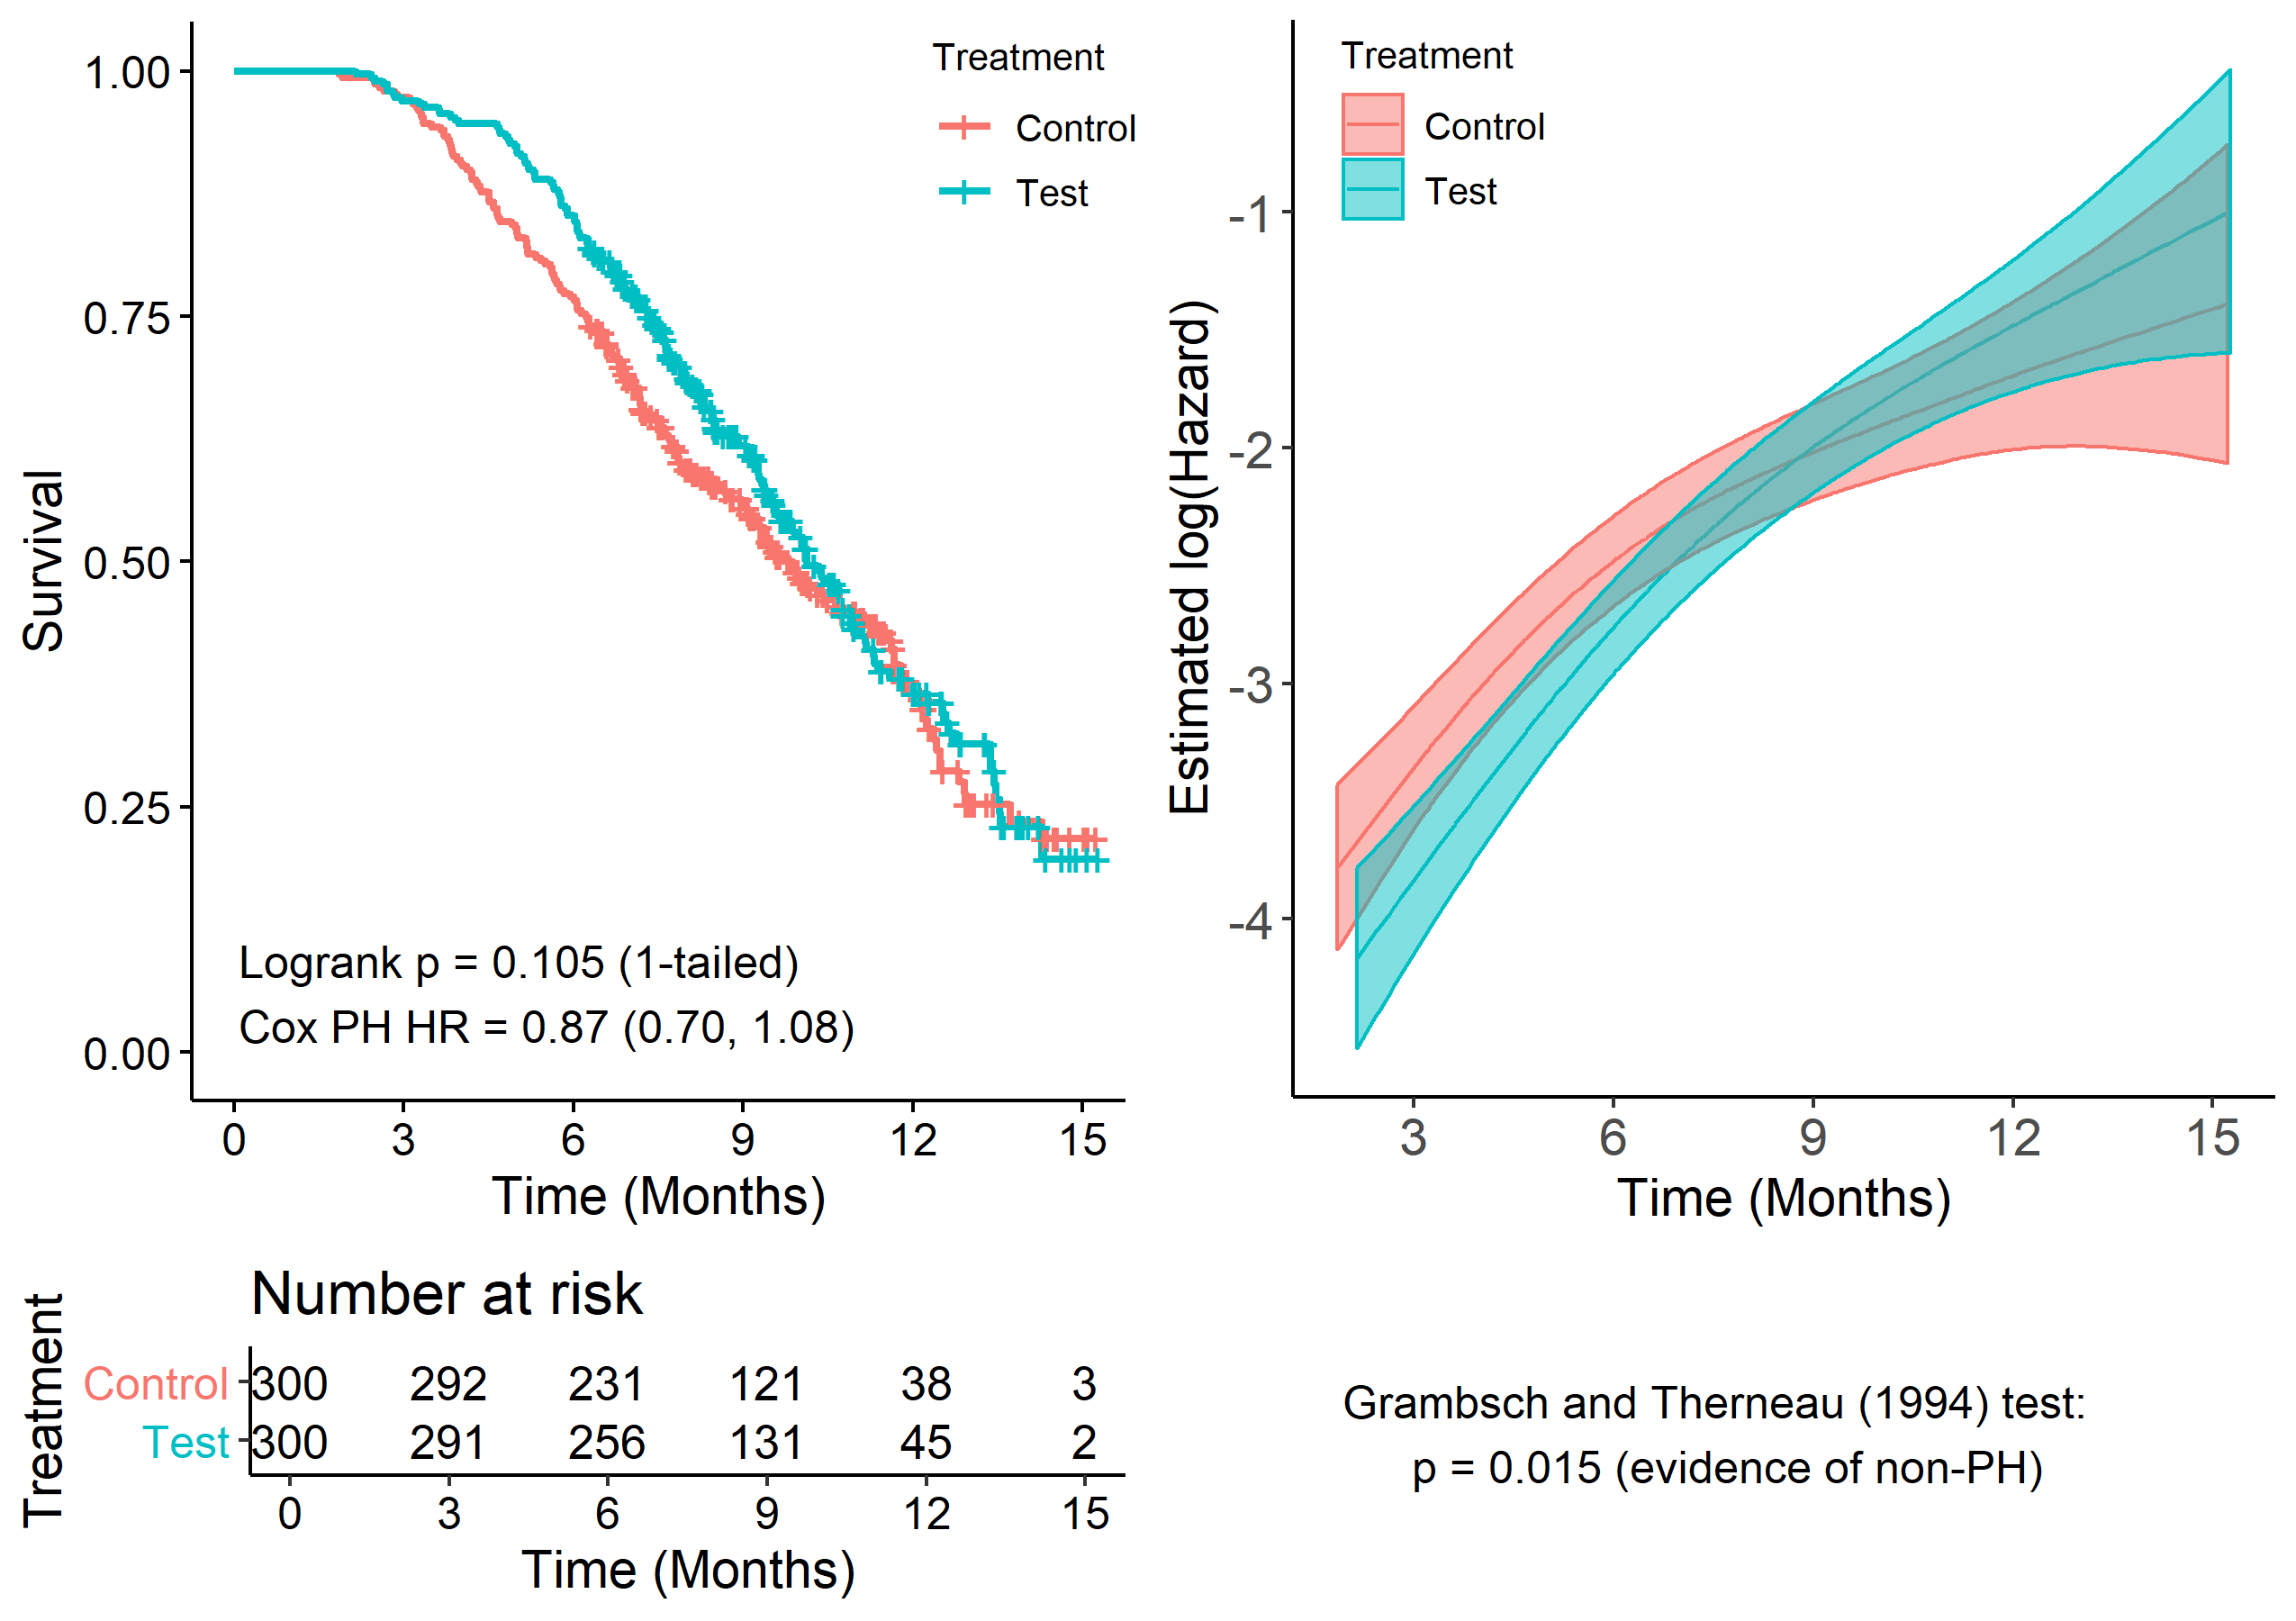 Treatment
Control
Test
1.00
0.75
0.50
0.25
0.00
Survival
Logrank p = 0.105 (1-tailed)
Cox PH HR = 0.87 (0.70, 1.08)
0 3 6 9 12 15
Time (Months)
Treatment
Control
Test
-1
-2
-3
-4
Estimated log(Hazard)
3 6 9 12 15
Time (Months)
Number at risk
Treatment
Control 300 292 231 121 38 3
Test 300 291 256 131 45 2
0 3 6 9 12 15
Time (Months)
Grambsch and Therneau (1994) test:
p = 0.015 (evidence of non-PH)